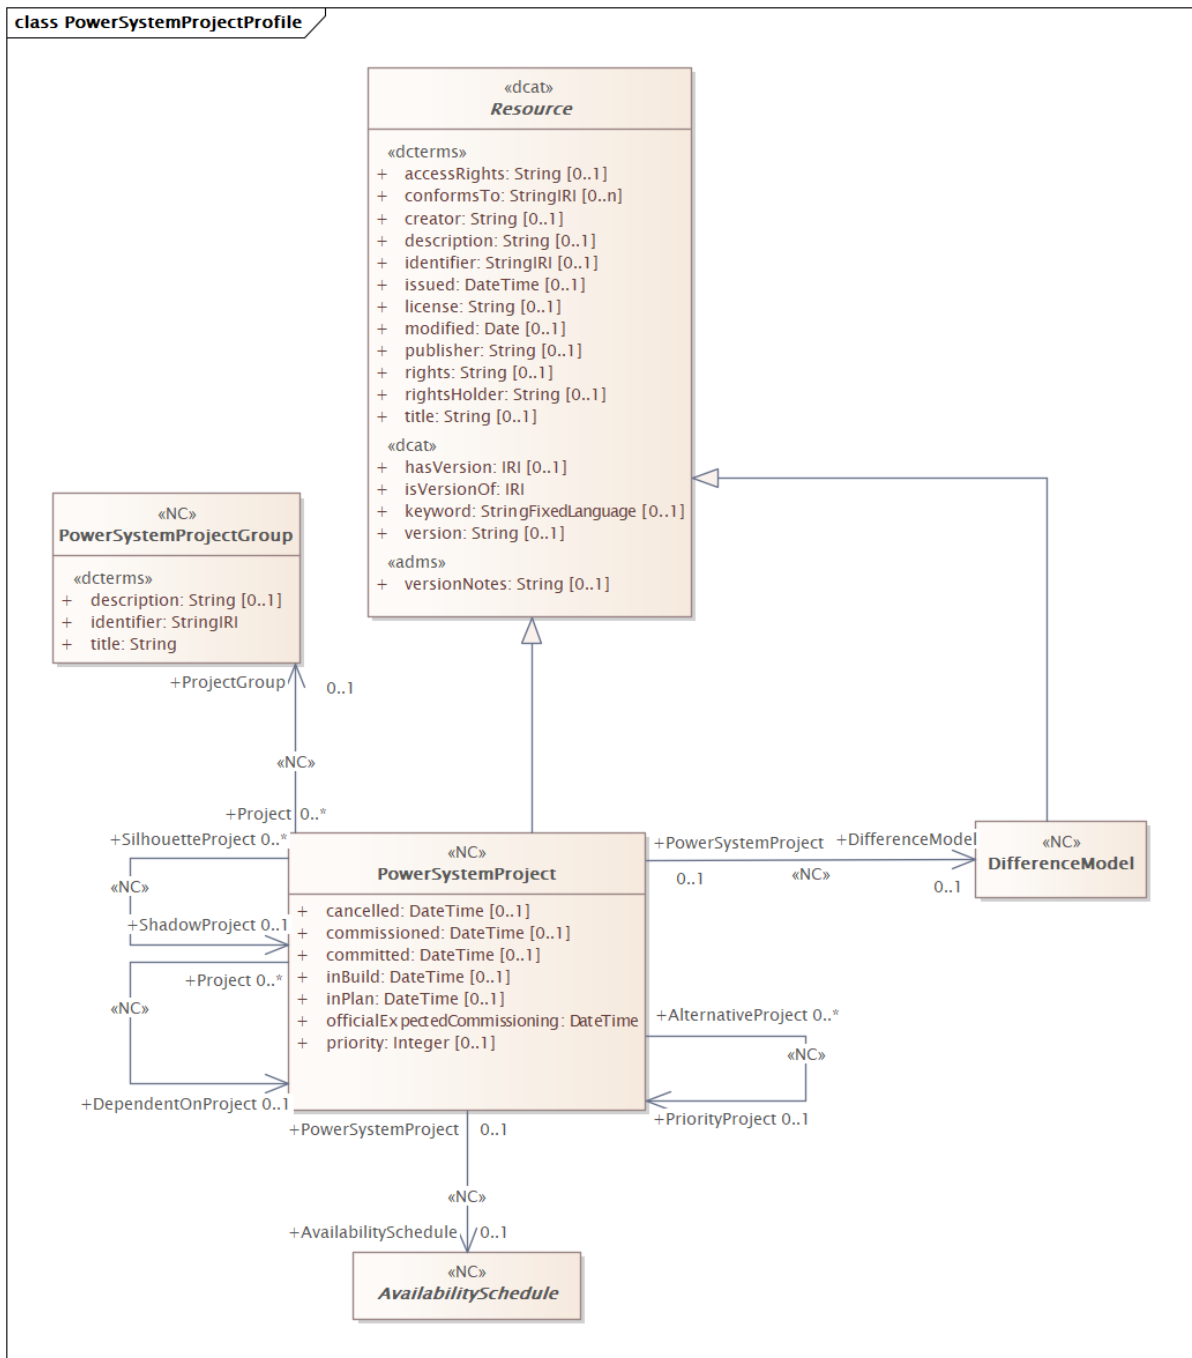 class PowerSystemProjectProfile
«dcat»
Resource
«dcterms»
+ accessRights: String [0..1]
+ conformsTo: StringIRI [0..n]
+ creator: String [0..1]
+ description: String [0..1]
+ identifier: StringIRI [0..1]
+ issued: DateTime [0..1]
+ license: String [0..1]
+ modified: Date [0..1]
+ publisher: String [0..1]
+ rights: String [0..1]
+ rightsHolder: String [0..1]
+ title: String [0..1]
«dcat»
+ hasVersion: IRI [0..1]
+ isVersionOf: IRI
+ keyword: StringFixedLanguage [0..1]
+ version: String [0..1]
«adms»
+ versionNotes: String [0..1]
«NC»
PowerSystemProjectGroup
«dcterms»
+ description: String [0..1]
+ identifier: StringIRI
+ title: String
+ProjectGroup
0..1
«NC»
+Project 0..*
+SilhouetteProject 0..*
«NC»
+ShadowProject 0..1
+Project 0..*
«NC»
+DependentOnProject 0..1
«NC»
PowerSystemProject
+ cancelled: DateTime [0..1]
+ commissioned: DateTime [0..1]
+ committed: DateTime [0..1]
+ inBuild: DateTime [0..1]
+ inPlan: DateTime [0..1]
+ officialExpectedCommissioning: DateTime
+ priority: Integer [0..1]
+PowerSystemProject
0..1
«NC»
+DifferenceModel
0..1
«NC»
DifferenceModel
+AlternativeProject 0..*
«NC»
+PriorityProject 0..1
+PowerSystemProject 0..1
«NC»
+AvailabilitySchedule 0..1
«NC»
AvailabilitySchedule